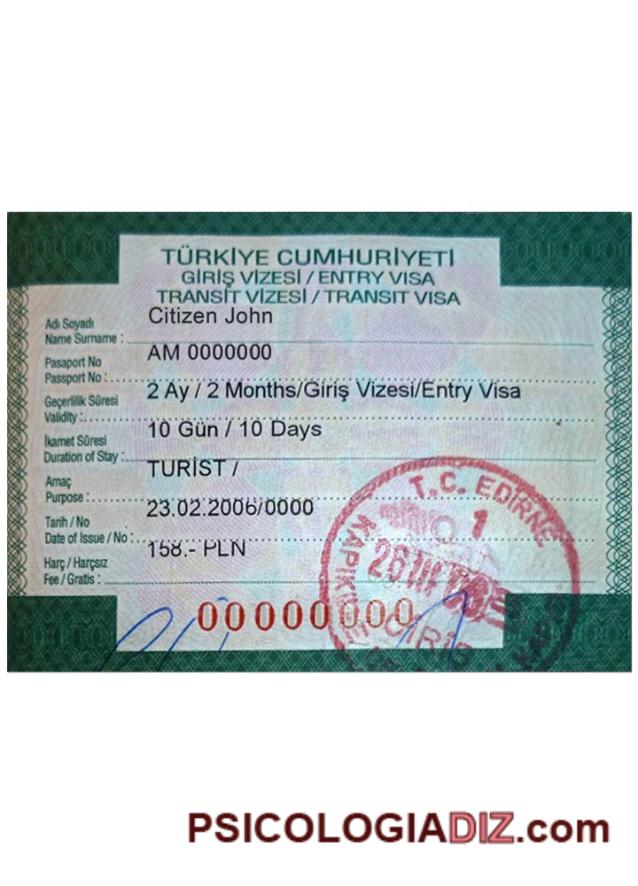 TÜRKİYE CUMHURİYETİ
GİRİŞ VİZESİ / ENTRY VISA
TRANSİT VİZESİ / TRANSIT VISA
Adı Soyadı
Name Surname : Citizen John
Pasaport No
Passport No : AM 0000000
Geçerlilik Süresi
Validity : 2 Ay / 2 Months/Giriş Vizesi/Entry Visa
İkamet Süresi
Duration of Stay : 10 Gün / 10 Days
Amaç
Purpose : TURİST /
Tarih / No
Date of Issue / No : 23.02.2006/0000
Harç / Harçsız
Fee / Gratis : 158.- PLN
00000000
T.C. EDİRNE
1
GİRİŞ
PSICOLOGIADIZ.com